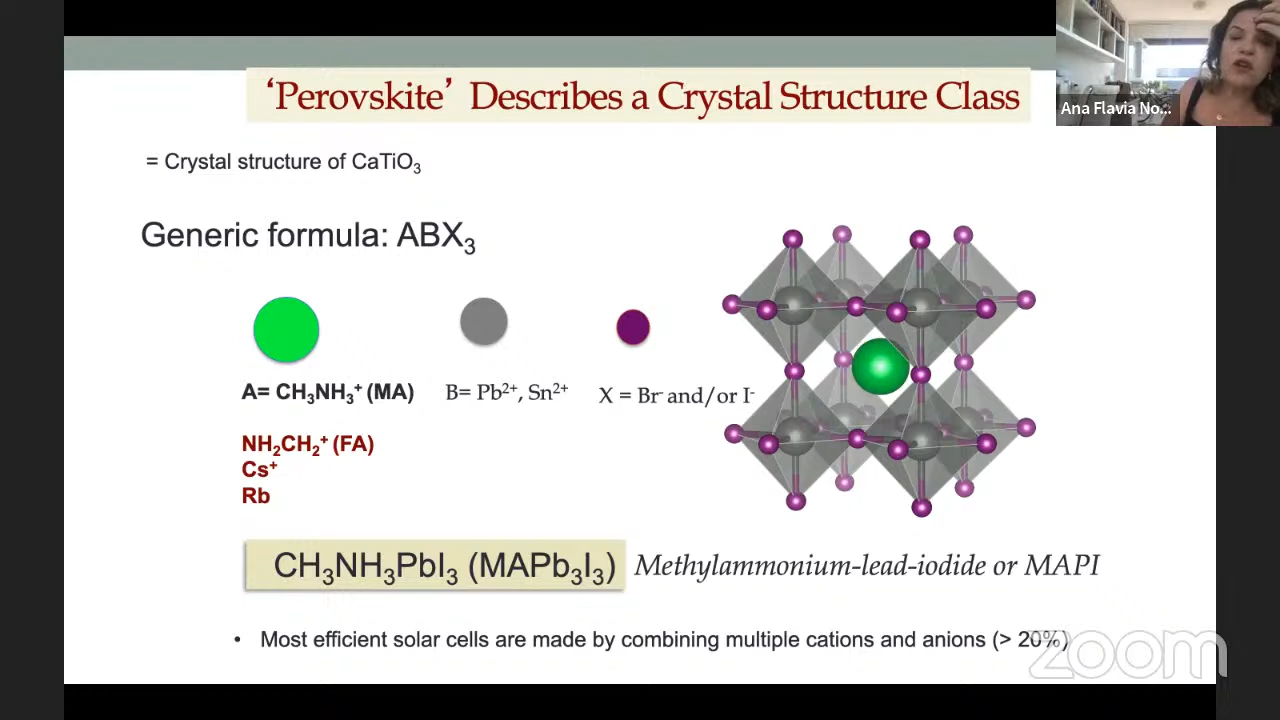 ‘Perovskite’ Describes a Crystal Structure Class
Ana Flavia No...
= Crystal structure of CaTiO₃
Generic formula: ABX₃
A= CH₃NH₃⁺ (MA)
B= Pb²⁺, Sn²⁺
X = Br⁻ and/or I⁻
NH₂CH₂⁺ (FA)
Cs⁺
Rb
CH₃NH₃PbI₃ (MAPb₃I₃) Methylammonium-lead-iodide or MAPI
• Most efficient solar cells are made by combining multiple cations and anions (> 20%)
zoom